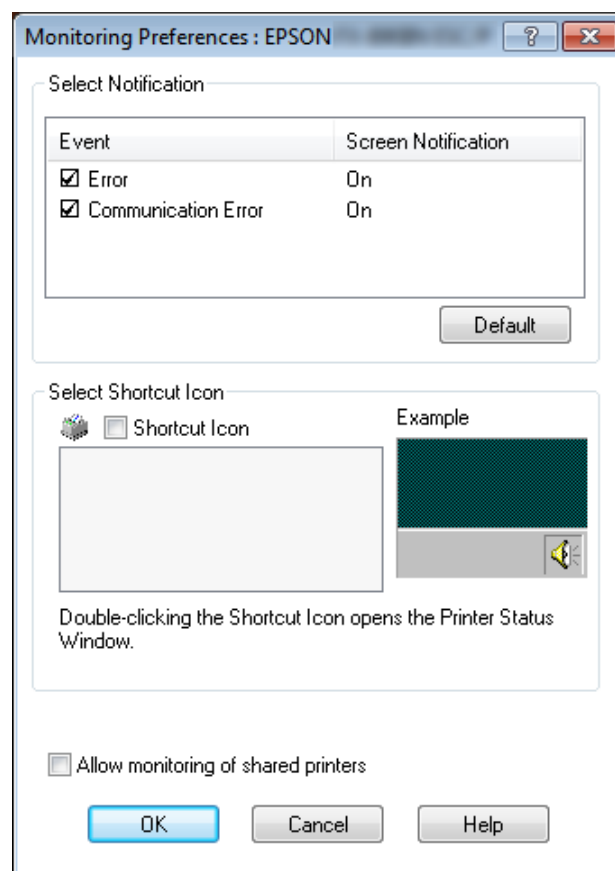 Monitoring Preferences : EPSON
Select Notification
Event Screen Notification
Error On
Communication Error On
Default
Select Shortcut Icon
Shortcut Icon Example
Double-clicking the Shortcut Icon opens the Printer Status
Window.
Allow monitoring of shared printers
OK Cancel Help